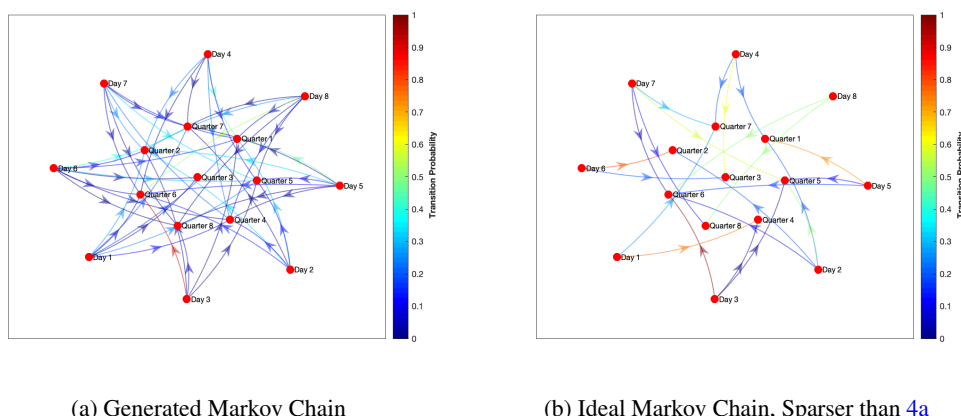 Day 4
Day 7
Day 8
Quarter 7
Quarter 1
Quarter 2
Day 6
Quarter 3
Quarter 5
Day 5
Quarter 6
Quarter 4
Quarter 8
Day 1
Day 2
Day 3
1
0.9
0.8
0.7
0.6
0.5
0.4
0.3
0.2
0.1
0
Transition Probability
(a) Generated Markov Chain
Day 4
Day 7
Day 8
Quarter 7
Quarter 1
Quarter 2
Day 6
Quarter 3
Quarter 5
Day 5
Quarter 6
Quarter 4
Quarter 8
Day 1
Day 2
Day 3
1
0.9
0.8
0.7
0.6
0.5
0.4
0.3
0.2
0.1
0
Transition Probability
(b) Ideal Markov Chain, Sparser than 4a